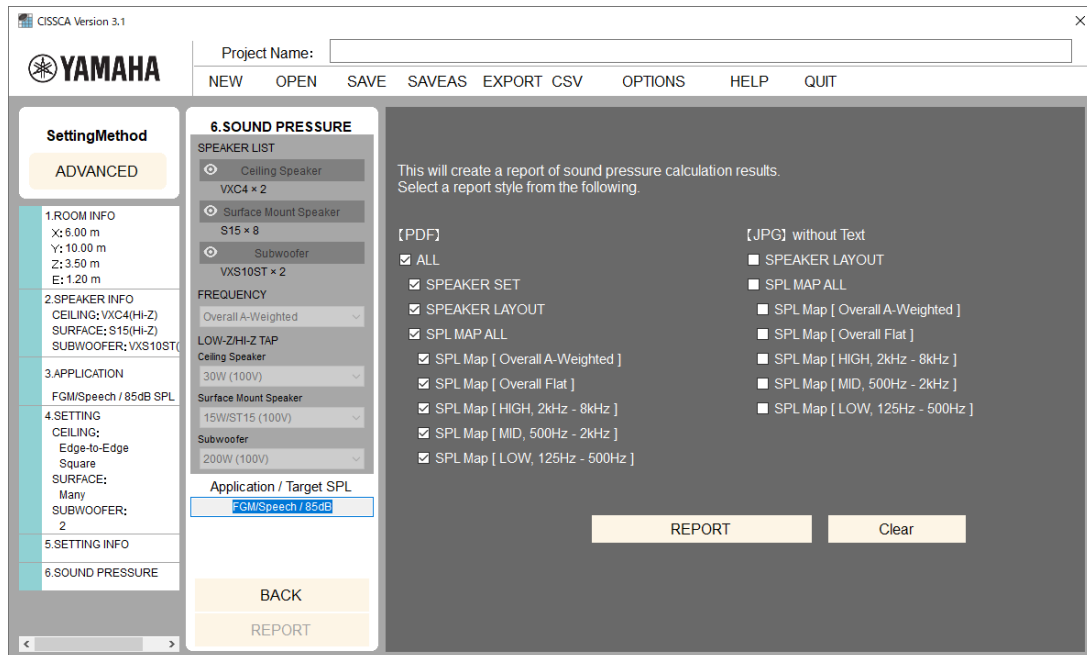 CISSCA Version 3.1
YAMAHA
Project Name:
NEW OPEN SAVE SAVEAS EXPORT CSV OPTIONS HELP QUIT
SettingMethod
ADVANCED
1.ROOM INFO
X: 6.00 m
Y: 10.00 m
Z: 3.50 m
E: 1.20 m
2.SPEAKER INFO
CEILING: VXC4(Hi-Z)
SURFACE: S15(Hi-Z)
SUBWOOFER: VXS10ST(
3.APPLICATION
FGM/Speech / 85dB SPL
4.SETTING
CEILING:
Edge-to-Edge
Square
SURFACE:
Many
SUBWOOFER:
2
5.SETTING INFO
6.SOUND PRESSURE
6.SOUND PRESSURE
SPEAKER LIST
Ceiling Speaker
VXC4 × 2
Surface Mount Speaker
S15 × 8
Subwoofer
VXS10ST × 2
FREQUENCY
Overall A-Weighted
LOW-Z/HI-Z TAP
Ceiling Speaker
30W (100V)
Surface Mount Speaker
15W/ST15 (100V)
Subwoofer
200W (100V)
Application / Target SPL
FGM/Speech / 85dB
BACK
REPORT
This will create a report of sound pressure calculation results.
Select a report style from the following.
【PDF】
ALL
SPEAKER SET
SPEAKER LAYOUT
SPL MAP ALL
SPL Map [ Overall A-Weighted ]
SPL Map [ Overall Flat ]
SPL Map [ HIGH, 2kHz - 8kHz ]
SPL Map [ MID, 500Hz - 2kHz ]
SPL Map [ LOW, 125Hz - 500Hz ]
【JPG】 without Text
SPEAKER LAYOUT
SPL MAP ALL
SPL Map [ Overall A-Weighted ]
SPL Map [ Overall Flat ]
SPL Map [ HIGH, 2kHz - 8kHz ]
SPL Map [ MID, 500Hz - 2kHz ]
SPL Map [ LOW, 125Hz - 500Hz ]
REPORT
Clear